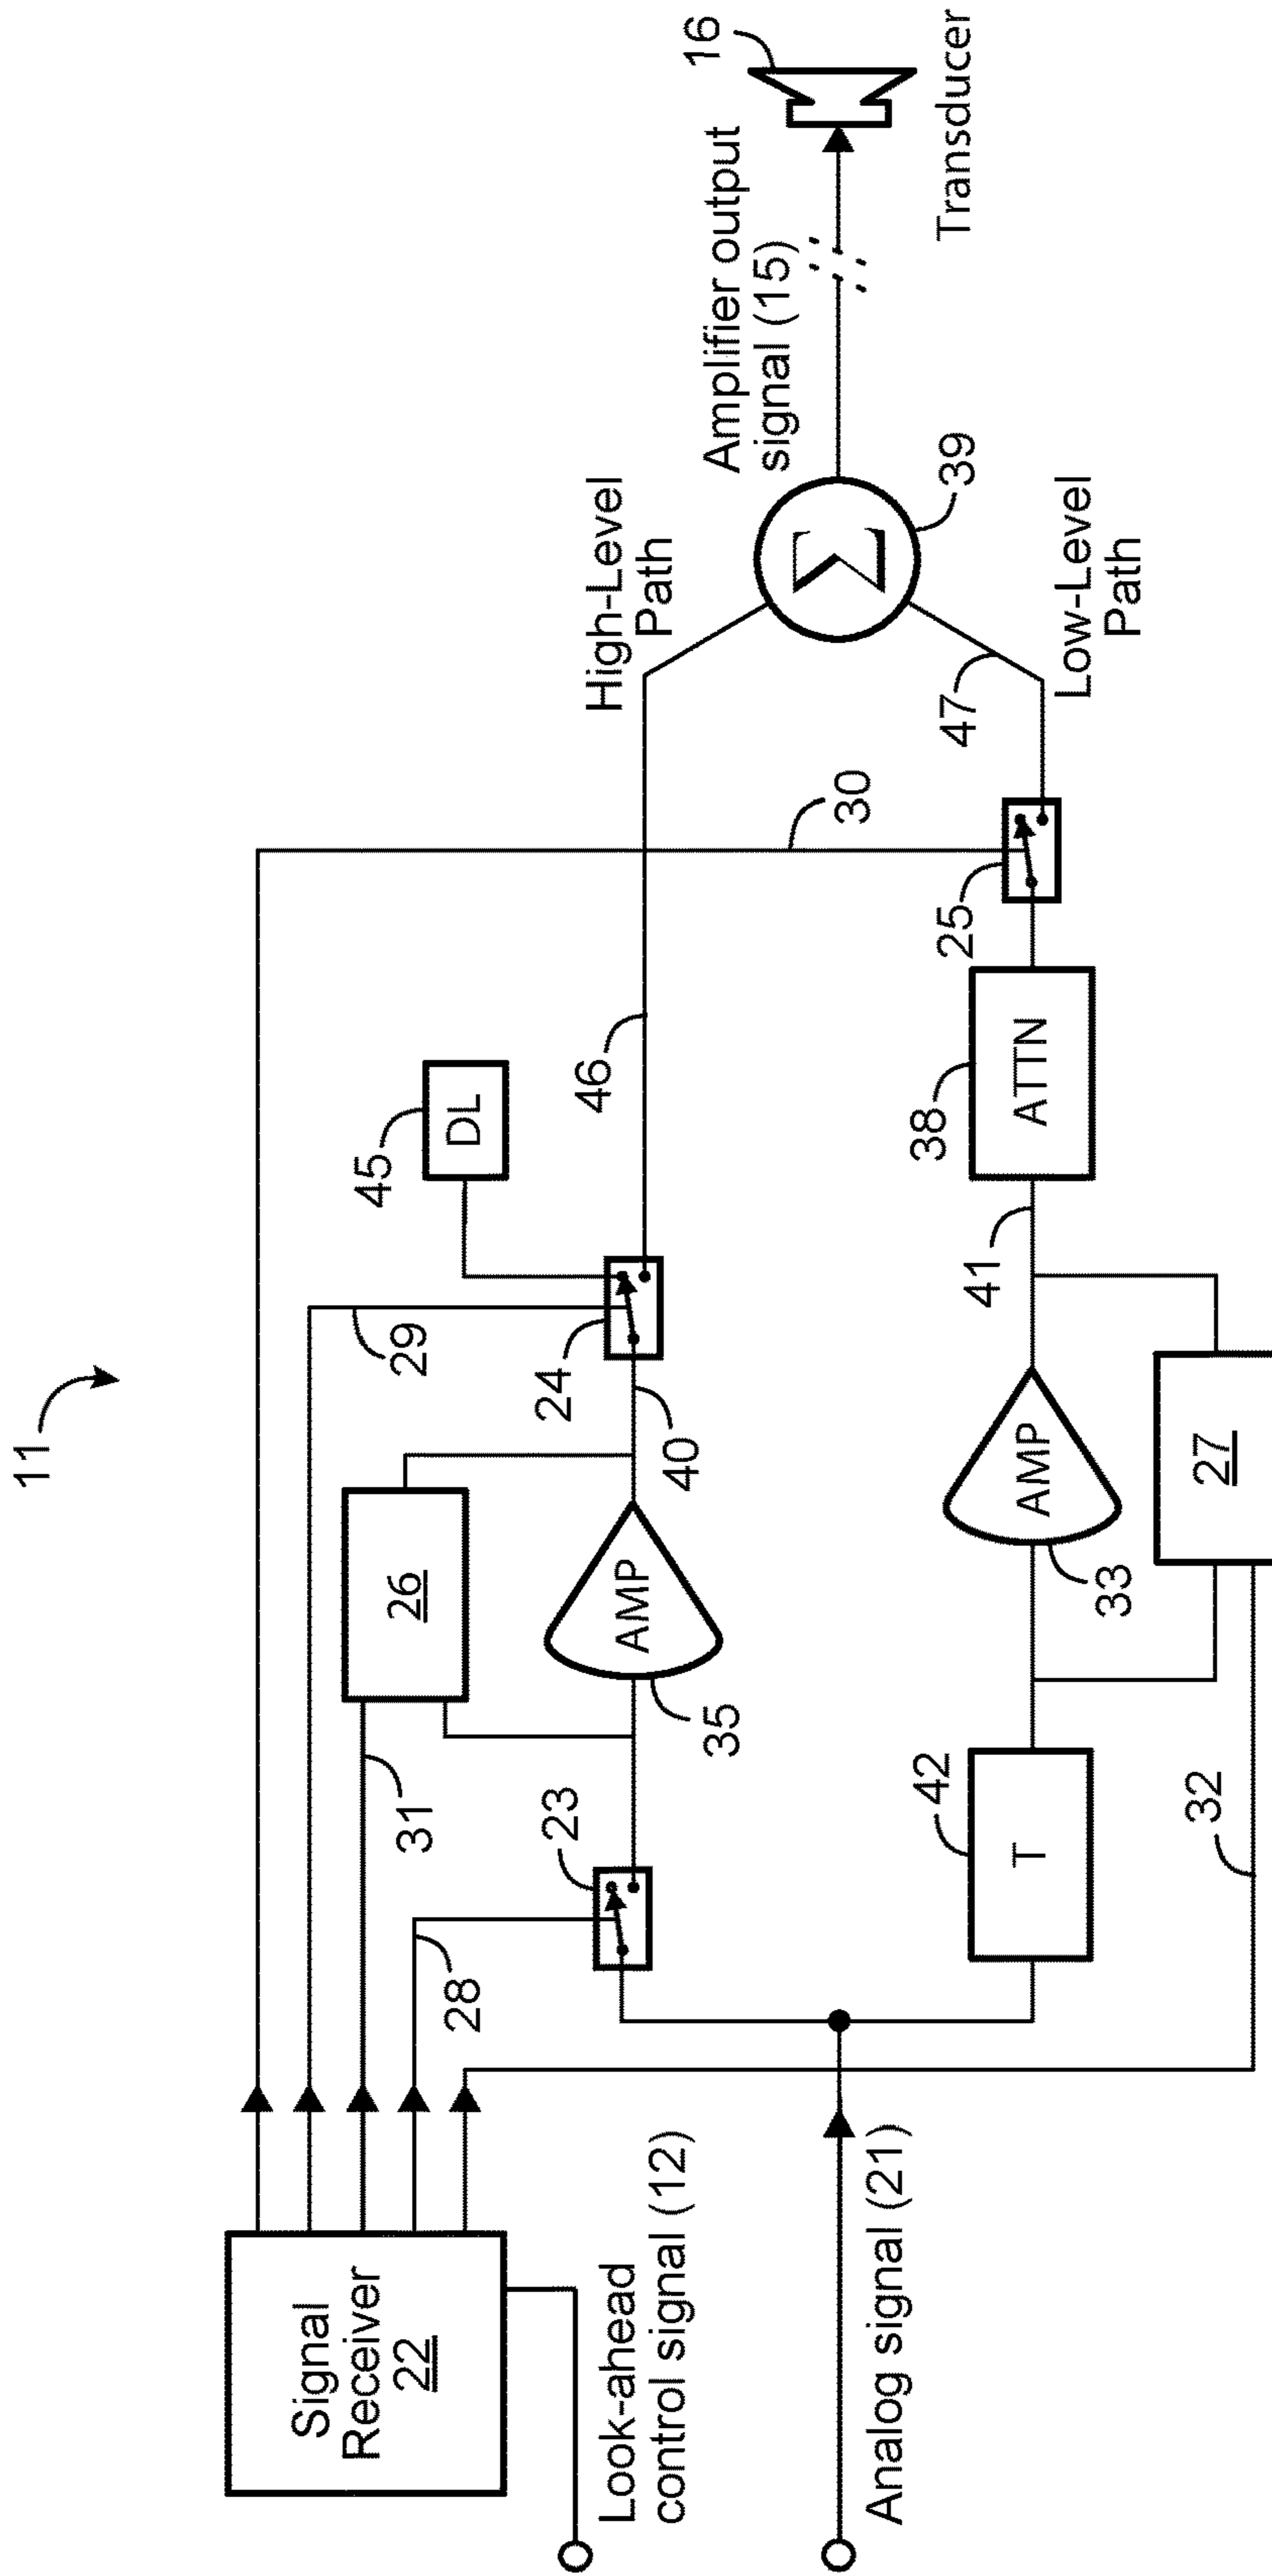 11
Signal
Receiver
22
Look-ahead
control signal (12)
Analog signal (21)
28
31
29
30
32
23
26
AMP
35
40
24
45
DL
46
High-Level
Path
42
T
AMP
33
27
41
38
ATTN
25
47
Low-Level
Path
Σ
39
Amplifier output
signal (15)
16
Transducer